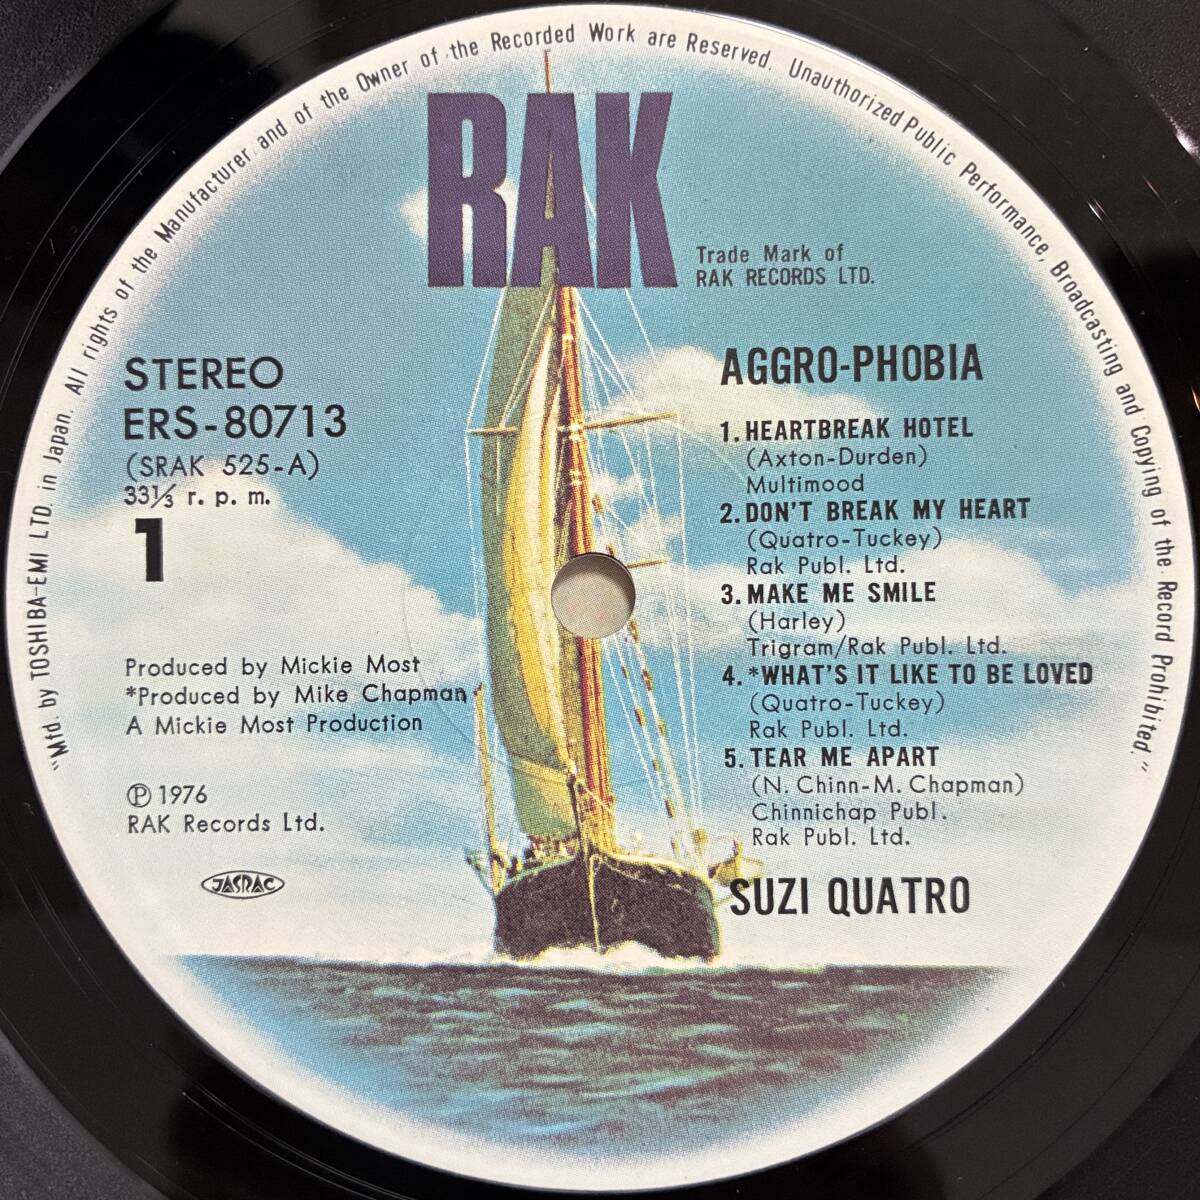 "Mfd. by TOSHIBA-EMI LTD. in Japan. All rights of the Manufacturer and of the Owner of the Recorded Work are Reserved. Unauthorized Public Performance, Broadcasting and Copying of the Record Prohibited."
RAK
Trade Mark of
RAK RECORDS LTD.
STEREO
ERS-80713
(SRAK 525-A)
33⅓ r. p. m.
1
Produced by Mickie Most
*Produced by Mike Chapman
A Mickie Most Production
Ⓟ 1976
RAK Records Ltd.
JASRAC
AGGRO-PHOBIA
1. HEARTBREAK HOTEL
(Axton-Durden)
Multimood
2. DON'T BREAK MY HEART
(Quatro-Tuckey)
Rak Publ. Ltd.
3. MAKE ME SMILE
(Harley)
Trigram/Rak Publ. Ltd.
4. *WHAT'S IT LIKE TO BE LOVED
(Quatro-Tuckey)
Rak Publ. Ltd.
5. TEAR ME APART
(N. Chinn-M. Chapman)
Chinnichap Publ.
Rak Publ. Ltd.
SUZI QUATRO